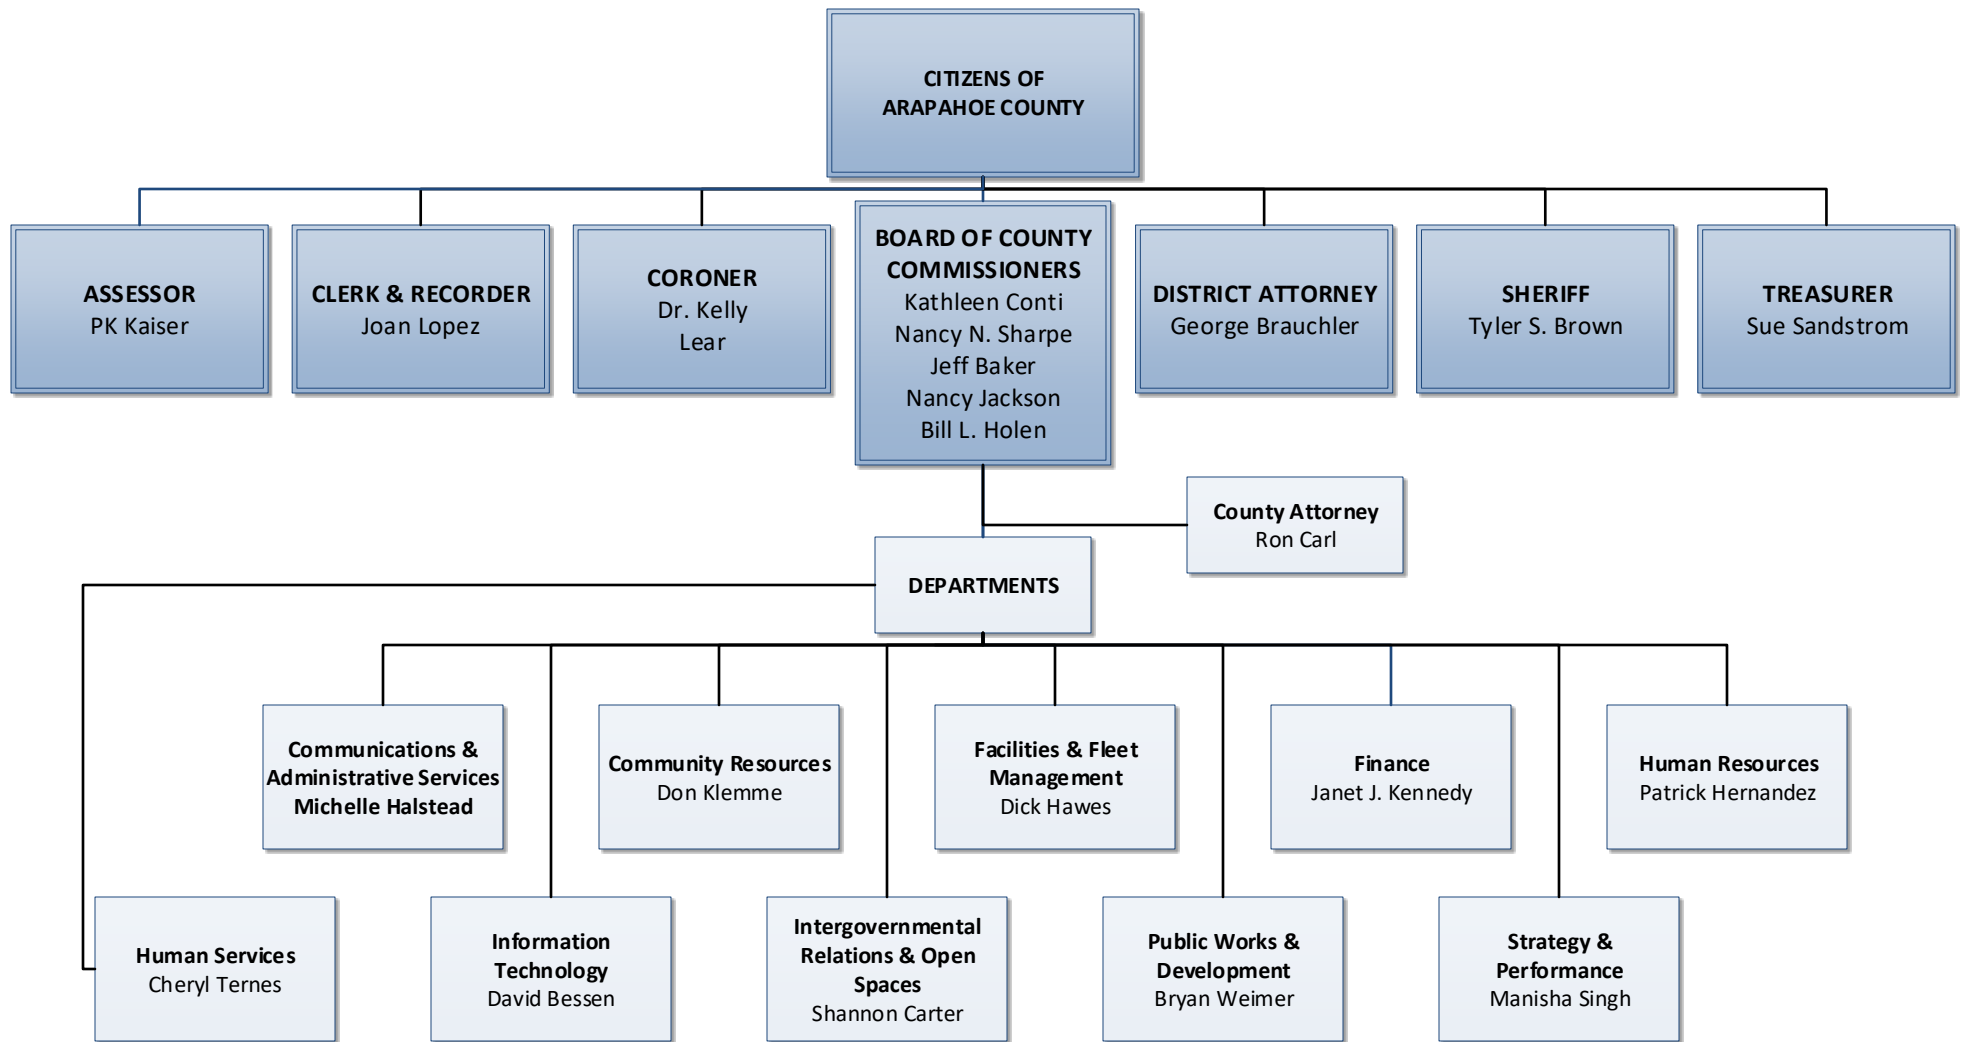 CITIZENS OF
ARAPAHOE COUNTY
ASSESSOR
PK Kaiser
CLERK & RECORDER
Joan Lopez
CORONER
Dr. Kelly
Lear
BOARD OF COUNTY
COMMISSIONERS
Kathleen Conti
Nancy N. Sharpe
Jeff Baker
Nancy Jackson
Bill L. Holen
DISTRICT ATTORNEY
George Brauchler
SHERIFF
Tyler S. Brown
TREASURER
Sue Sandstrom
County Attorney
Ron Carl
DEPARTMENTS
Communications &
Administrative Services
Michelle Halstead
Community Resources
Don Klemme
Facilities & Fleet
Management
Dick Hawes
Finance
Janet J. Kennedy
Human Resources
Patrick Hernandez
Human Services
Cheryl Ternes
Information
Technology
David Bessen
Intergovernmental
Relations & Open
Spaces
Shannon Carter
Public Works &
Development
Bryan Weimer
Strategy &
Performance
Manisha Singh